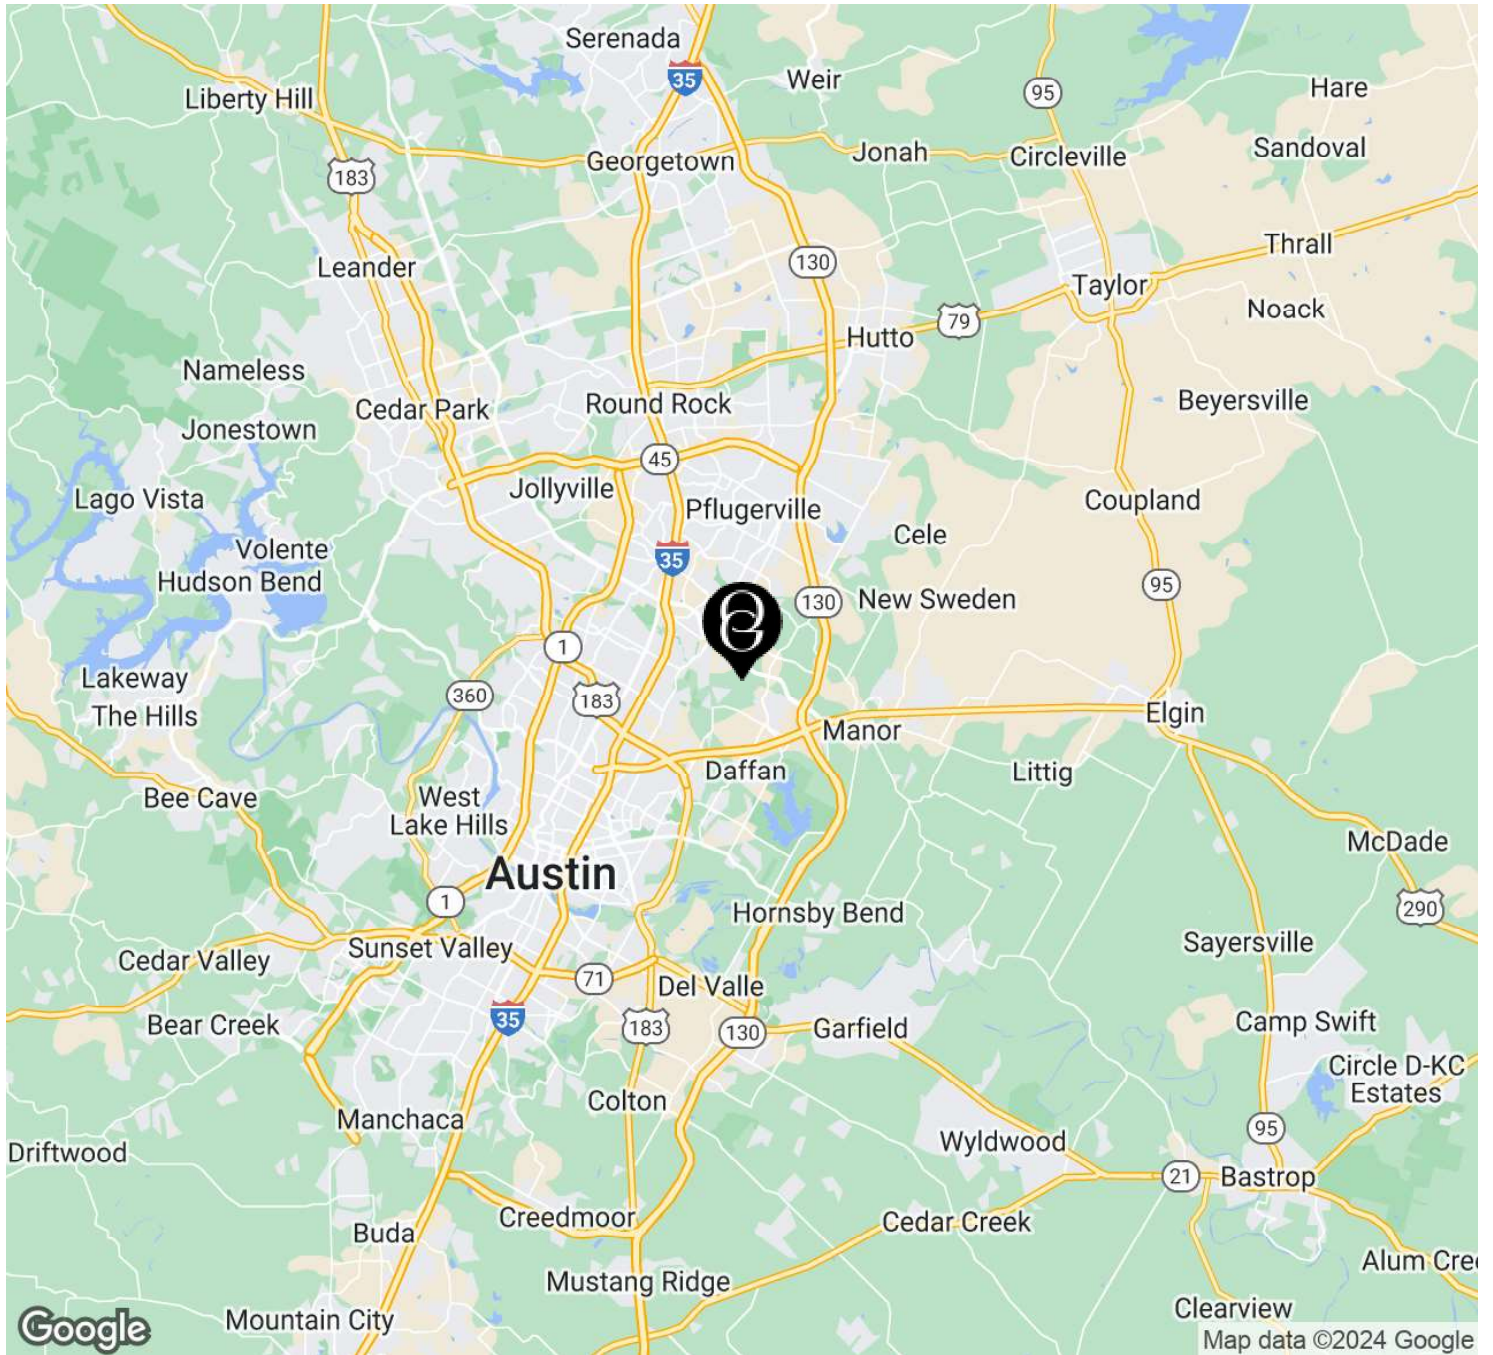 Serenada
35
Weir
95
Hare
Liberty Hill
Sandoval
Jonah
Circleville
Georgetown
183
Thrall
130
Leander
Taylor
Noack
79
Hutto
Nameless
Beyersville
Cedar Park
Round Rock
Jonestown
45
Jollyville
Lago Vista
Coupland
Pflugerville
Cele
Volente
35
Hudson Bend
95
130
New Sweden
1
Lakeway
360
183
The Hills
Elgin
Manor
Daffan
Littig
Bee Cave
West
Lake Hills
McDade
Austin
1
290
Hornsby Bend
Sayersville
Sunset Valley
Cedar Valley
71
Del Valle
35
Bear Creek
183
130
Garfield
Camp Swift
Circle D-KC
Estates
Colton
Manchaca
95
Wyldwood
Driftwood
21
Bastrop
Creedmoor
Cedar Creek
Buda
Alum Cre
Mustang Ridge
Clearview
Mountain City
Google
Map data ©2024 Google